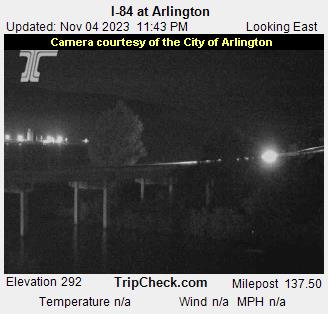 I-84 at Arlington
Updated: Nov 04 2023 11:43 PM Looking East
Camera courtesy of the City of Arlington
Elevation 292 TripCheck.com Milepost 137.50
Temperature n/a Wind n/a MPH n/a